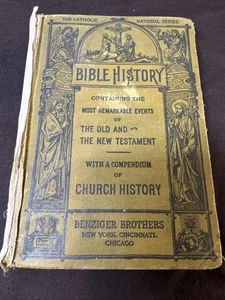 THE CATHOLIC NATIONAL SERIES
BIBLE HISTORY
CONTAINING THE
MOST REMARKABLE EVENTS
OF
THE OLD AND
THE NEW TESTAMENT
WITH A COMPENDIUM
OF
CHURCH HISTORY
BENZIGER BROTHERS
NEW YORK, CINCINNATI,
CHICAGO